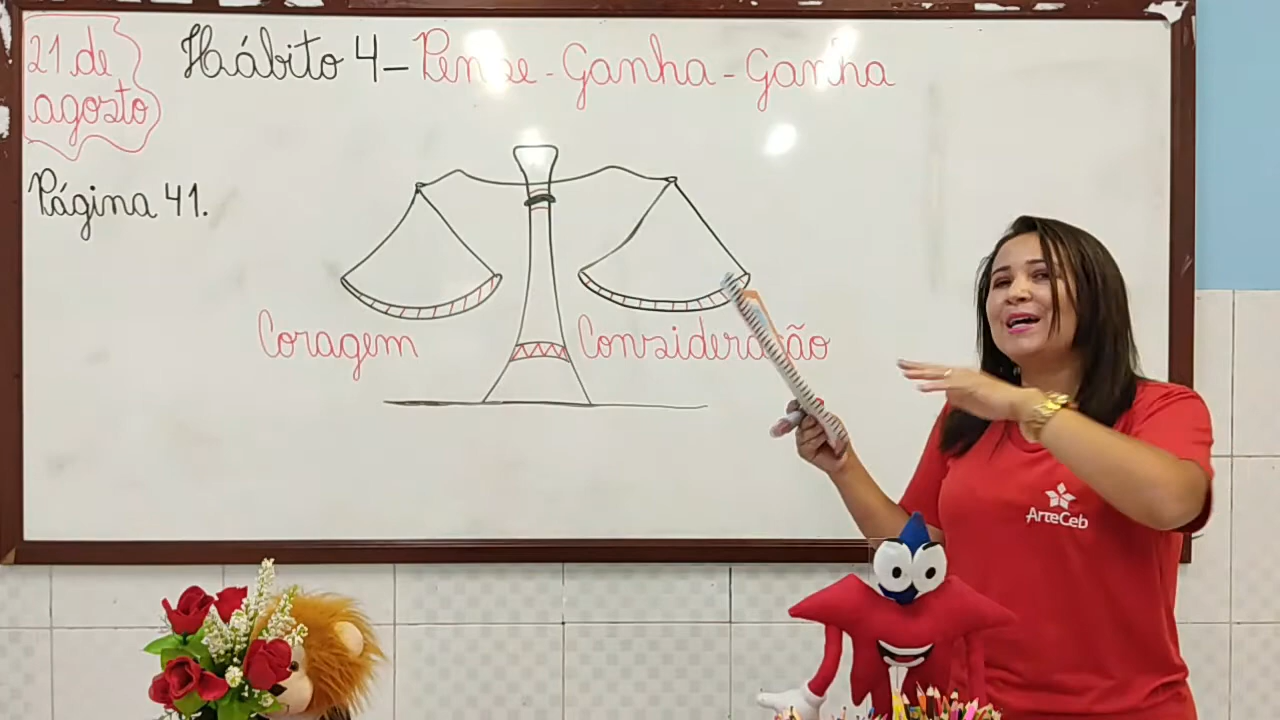 21 de
agosto
Hábito 4 - Pense - Ganha - Ganha
Página 41.
Coragem
Consideração
ArteCeb